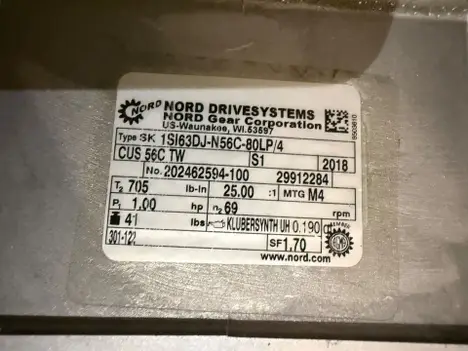 NORD
NORD DRIVESYSTEMS
NORD Gear Corporation
US-Waunakee, WI.53597
Type SK 1SI63DJ-N56C-80LP/4
CUS 56C TW S1 2018
No. 202462594-100 29912284
T2 705 lb-in 25.00 :1 MTG M4
P1 1.00 hp n2 69 rpm
41 lbs KLUBERSYNTH UH 0.190
301-122 SF 1.70
www.nord.com